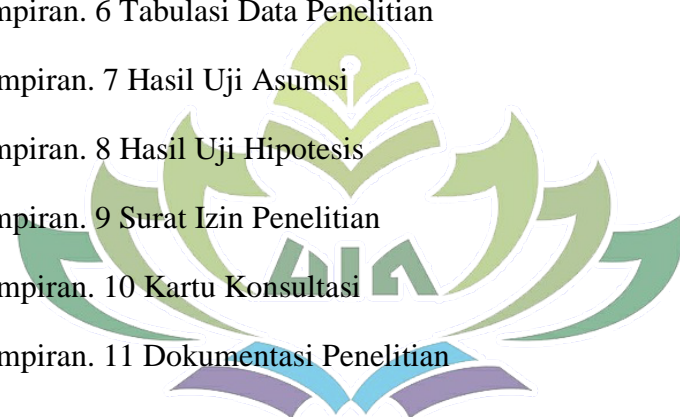 mpiran. 6 Tabulasi Data Penelitian
mpiran. 7 Hasil Uji Asumsi
mpiran. 8 Hasil Uji Hipotesis
mpiran. 9 Surat Izin Penelitian
mpiran. 10 Kartu Konsultasi
mpiran. 11 Dokumentasi Penelitian